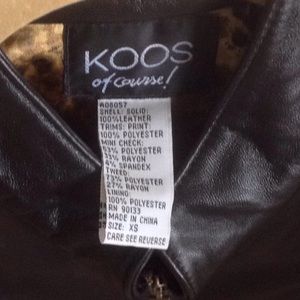 KOOS
of course!
A08057
SHELL: SOLID:
100%LEATHER
TRIMS: PRINT:
100% POLYESTER
MINI CHECK:
63% POLYESTER
33% RAYON
4% SPANDEX
TWEED:
73% POLYESTER
27% RAYON
LINING:
100% POLYESTER
RN 90133
MADE IN CHINA
SIZE: XS
CARE SEE REVERSE